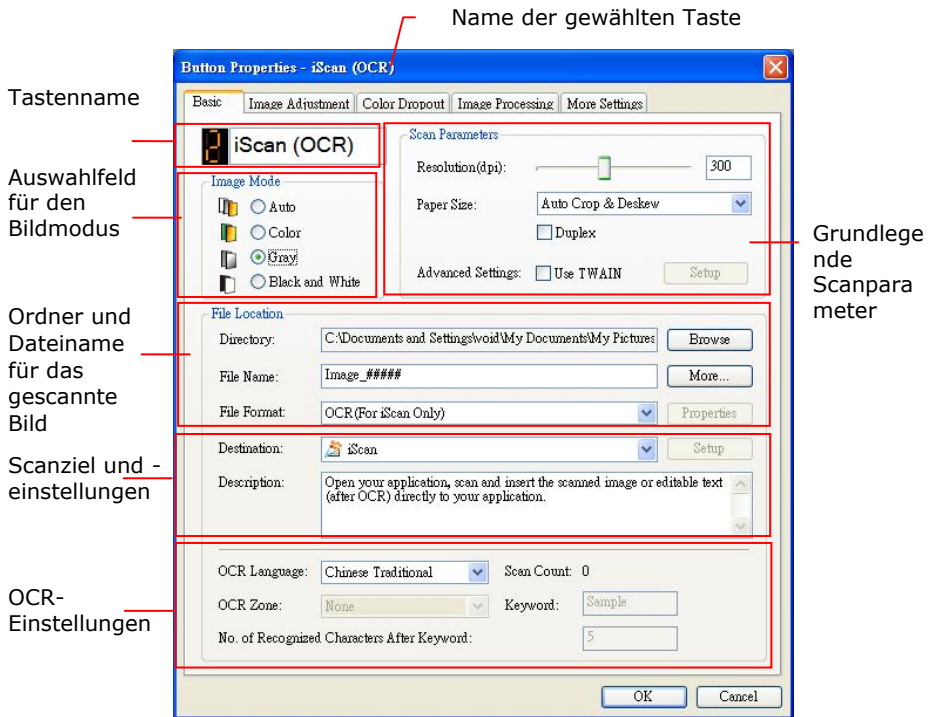 Name der gewählten Taste
Button Properties - iScan (OCR)
Tastenname
Basic Image Adjustment Color Dropout Image Processing More Settings
2 iScan (OCR)
Scan Parameters
Resolution(dpi): 300
Auswahlfeld
für den
Bildmodus
Image Mode
Auto
Color
Gray
Black and White
Paper Size: Auto Crop & Deskew
Duplex
Advanced Settings: Use TWAIN Setup
Grundlege
nde
Scanpara
meter
Ordner und
Dateiname
für das
gescannte
Bild
File Location
Directory: C:\Documents and Settings\void\My Documents\My Pictures Browse
File Name: Image_##### More...
File Format: OCR(For iScan Only) Properties
Scanziel und -
einstellungen
Destination: iScan Setup
Description: Open your application, scan and insert the scanned image or editable text
(after OCR) directly to your application.
OCR-
Einstellungen
OCR Language: Chinese Traditional Scan Count: 0
OCR Zone: None Keyword: Sample
No. of Recognized Characters After Keyword: 5
OK Cancel